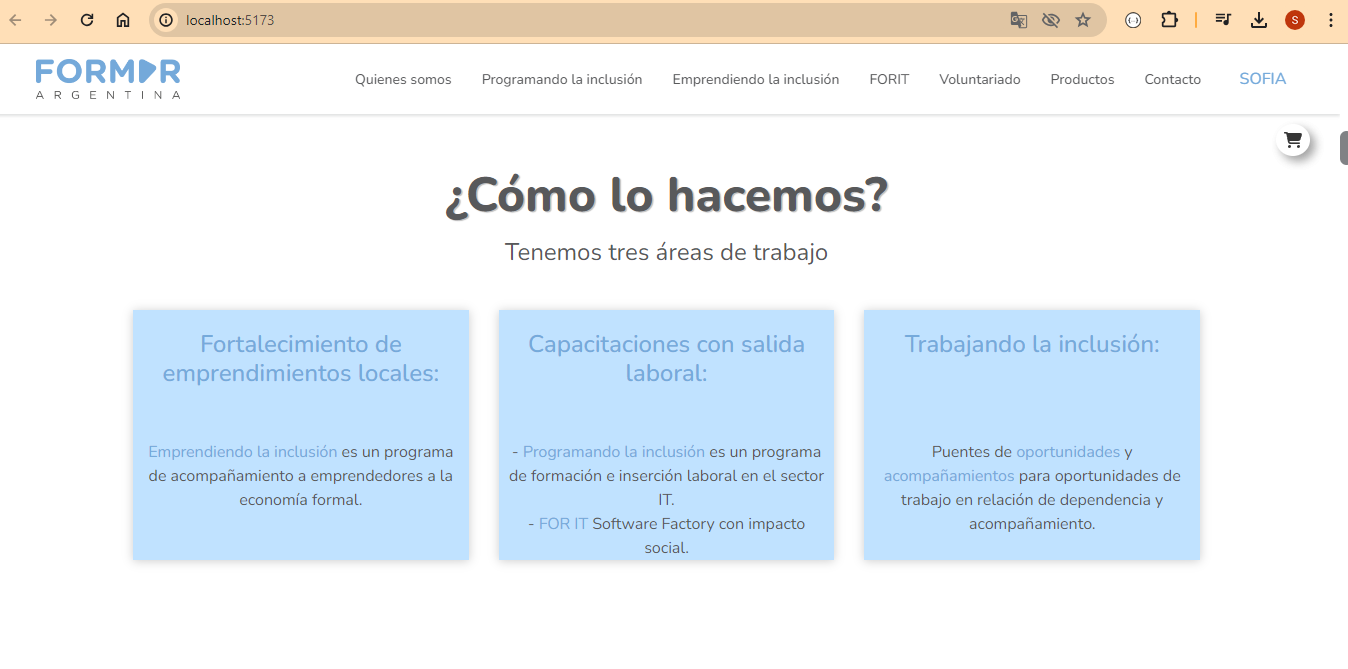 localhost:5173
S
FORMAR
ARGENTINA
Quienes somos Programando la inclusión Emprendiendo la inclusión FORIT Voluntariado Productos Contacto SOFIA
¿Cómo lo hacemos?
Tenemos tres áreas de trabajo
Fortalecimiento de
emprendimientos locales:
Emprendiendo la inclusión es un programa
de acompañamiento a emprendedores a la
economía formal.
Capacitaciones con salida
laboral:
- Programando la inclusión es un programa
de formación e inserción laboral en el sector
IT.
- FOR IT Software Factory con impacto
social.
Trabajando la inclusión:
Puentes de oportunidades y
acompañamientos para oportunidades de
trabajo en relación de dependencia y
acompañamiento.